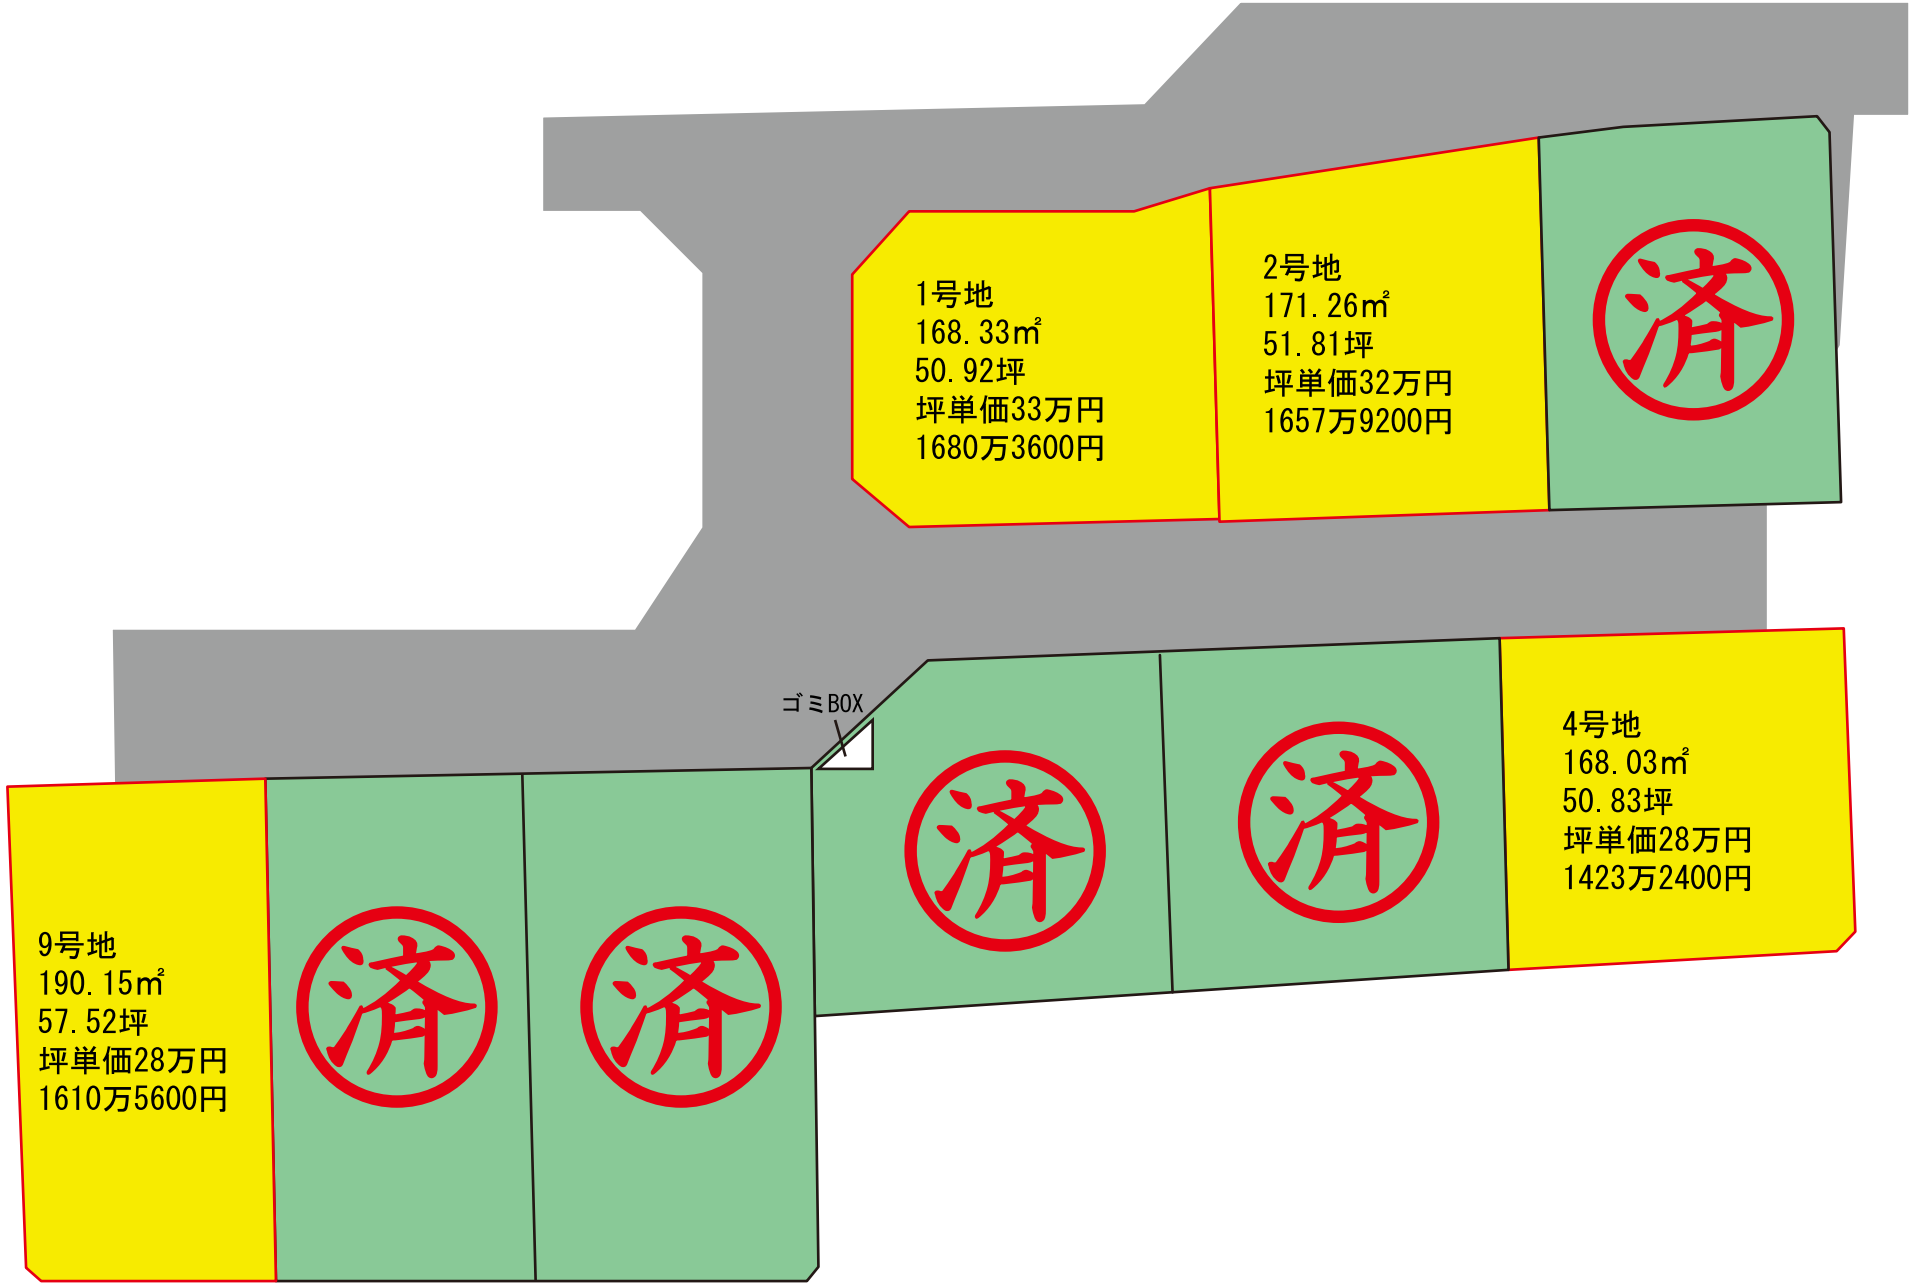 1号地
168.33㎡
50.92坪
坪単価33万円
1680万3600円
2号地
171.26㎡
51.81坪
坪単価32万円
1657万9200円
済
ゴミBOX
済
済
4号地
168.03㎡
50.83坪
坪単価28万円
1423万2400円
9号地
190.15㎡
57.52坪
坪単価28万円
1610万5600円
済
済